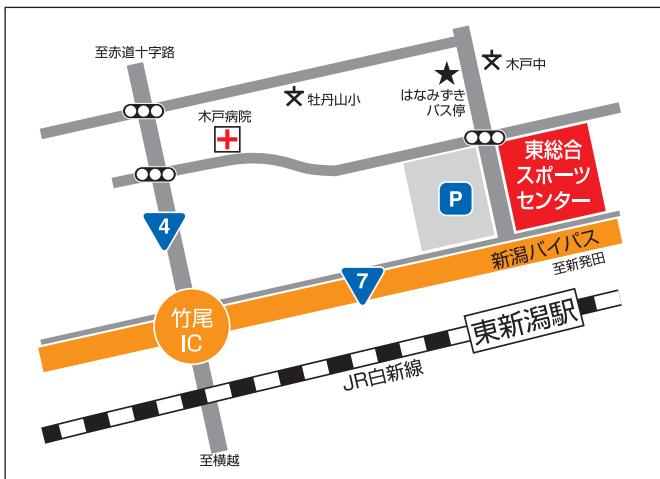 至赤道十字路
木戸中
はなみずき
バス停
牡丹山小
木戸病院
東総合
スポーツ
センター
P
4
新潟バイパス
至新発田
7
竹尾
IC
東新潟駅
JR白新線
至横越